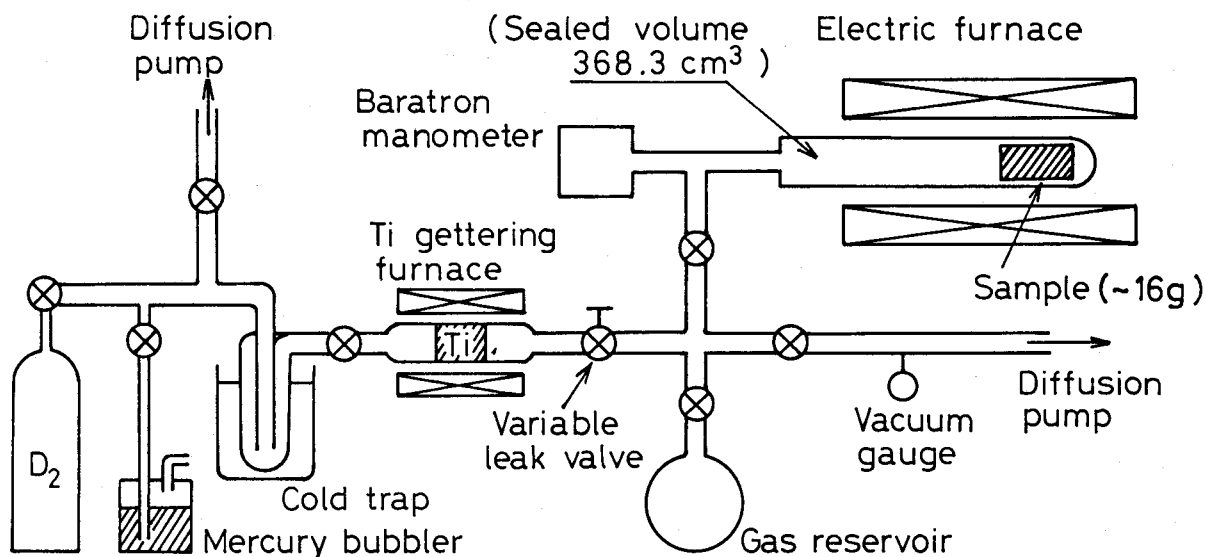 Diffusion
pump
(Sealed volume
368.3 cm³ )
Electric furnace
Baratron
manometer
Ti gettering
furnace
Sample (~16g)
Ti
D₂
Variable
leak valve
Vacuum
gauge
Diffusion
pump
Cold trap
Mercury bubbler
Gas reservoir